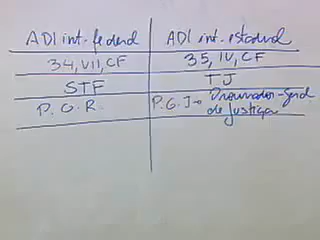 ADI int. federal ADI int. estadual
34, VII, CF 35, IV, CF
STF TJ
P. G. R. P. G. J → Procurador-Geral
de Justiça